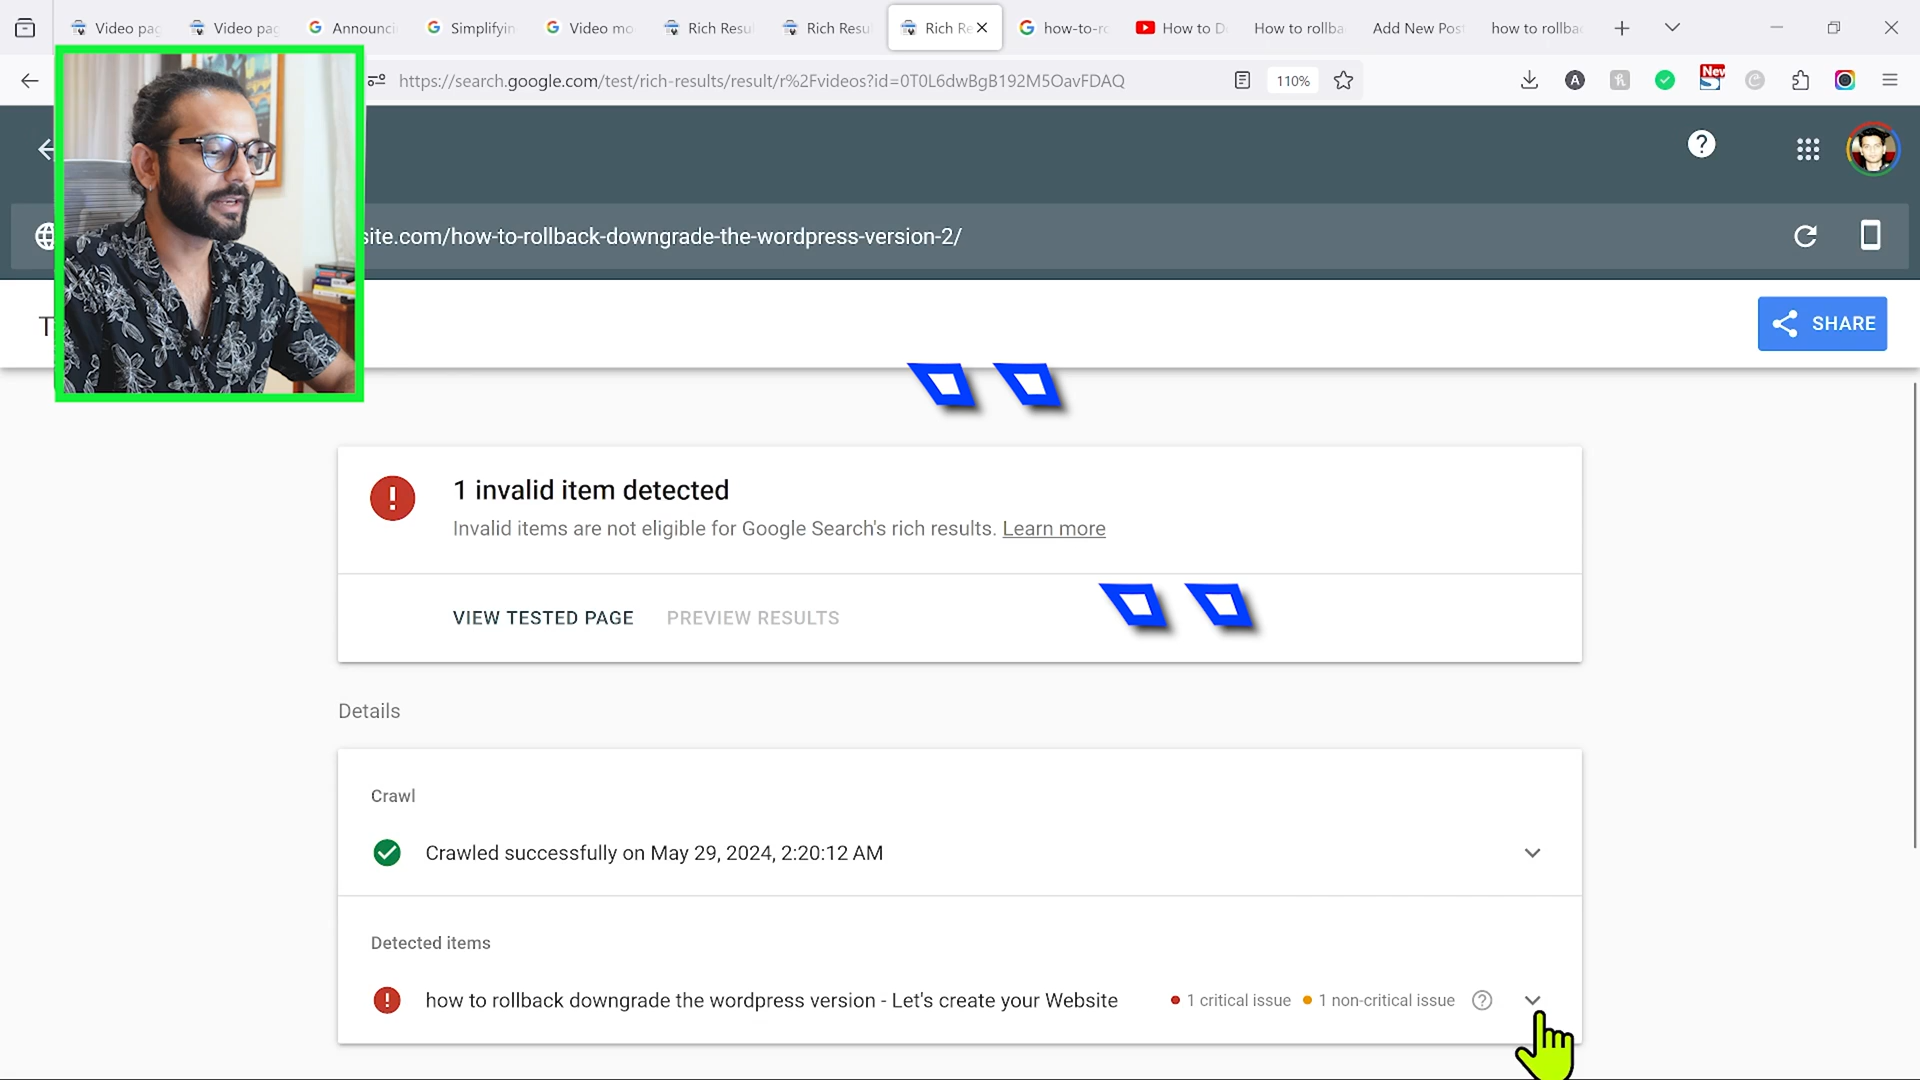 Video pag
Video pag
Announci
Simplifyin
Video mo
Rich Resul
Rich Resu
Rich Re
how-to-ro
How to D
How to rollba
Add New Post
how to rollbac
https://search.google.com/test/rich-results/result/r%2Fvideos?id=0T0L6dwBgB192M5OavFDAQ
110%
A
New
site.com/how-to-rollback-downgrade-the-wordpress-version-2/
T
SHARE
1 invalid item detected
Invalid items are not eligible for Google Search's rich results. Learn more
VIEW TESTED PAGE
PREVIEW RESULTS
Details
Crawl
Crawled successfully on May 29, 2024, 2:20:12 AM
Detected items
how to rollback downgrade the wordpress version - Let's create your Website
1 critical issue
1 non-critical issue